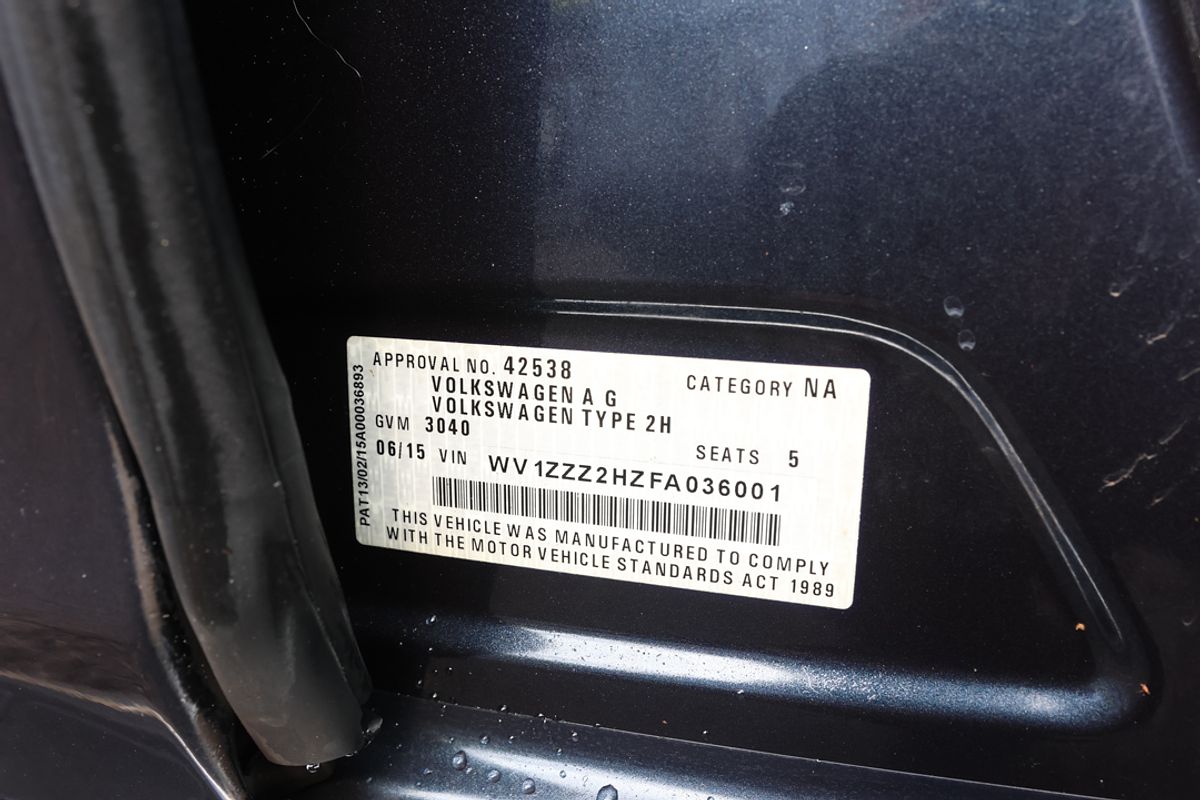 APPROVAL NO. 42538 CATEGORY NA
VOLKSWAGEN A G
VOLKSWAGEN TYPE 2H
GVM 3040
SEATS 5
06/15 VIN WV1ZZZ2HZFA036001
THIS VEHICLE WAS MANUFACTURED TO COMPLY
WITH THE MOTOR VEHICLE STANDARDS ACT 1989
PAT13/02/15A00036893